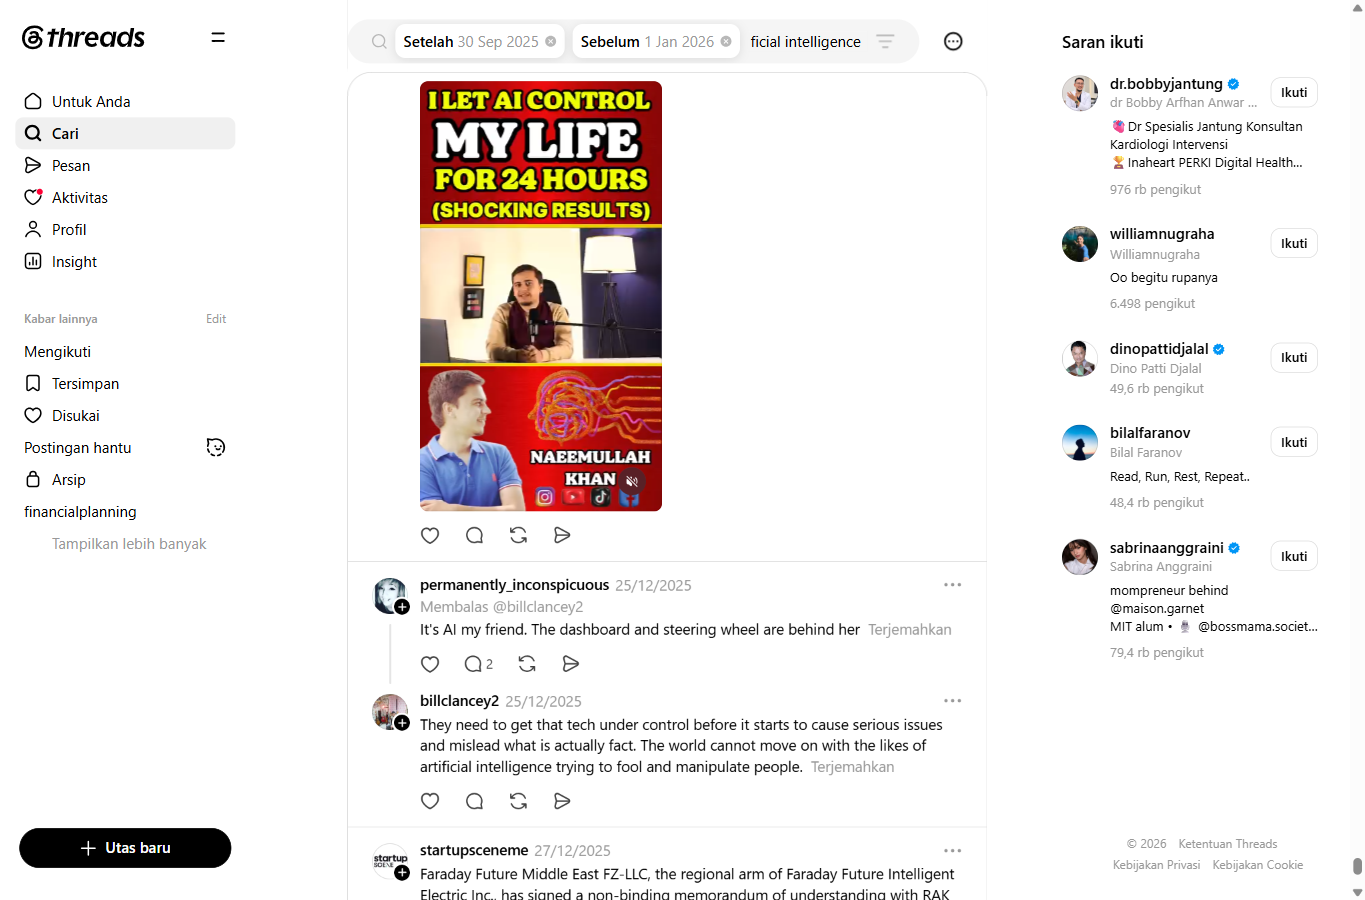 threads
Untuk Anda
Cari
Pesan
Aktivitas
Profil
Insight
Kabar lainnya Edit
Mengikuti
Tersimpan
Disukai
Postingan hantu
Arsip
financialplanning
Tampilkan lebih banyak
Utas baru
Setelah 30 Sep 2025 Sebelum 1 Jan 2026 ficial intelligence
I LET AI CONTROL
MY LIFE
FOR 24 HOURS
(SHOCKING RESULTS)
NAEEMULLAH
KHAN
permanently_inconspicuous 25/12/2025
Membalas @billclancey2
It's AI my friend. The dashboard and steering wheel are behind her Terjemahkan
2
billclancey2 25/12/2025
They need to get that tech under control before it starts to cause serious issues
and mislead what is actually fact. The world cannot move on with the likes of
artificial intelligence trying to fool and manipulate people. Terjemahkan
startup
SCENE
startupsceneme 27/12/2025
Faraday Future Middle East FZ-LLC, the regional arm of Faraday Future Intelligent
Electric Inc., has signed a non-binding memorandum of understanding with RAK
Saran ikuti
dr.bobbyjantung
dr Bobby Arfhan Anwar ...
Ikuti
Dr Spesialis Jantung Konsultan
Kardiologi Intervensi
Inaheart PERKI Digital Health...
976 rb pengikut
williamnugraha
Williamnugraha
Ikuti
Oo begitu rupanya
6.498 pengikut
dinopattidjalal
Dino Patti Djalal
Ikuti
49,6 rb pengikut
bilalfaranov
Bilal Faranov
Ikuti
Read, Run, Rest, Repeat..
48,4 rb pengikut
sabrinaanggraini
Sabrina Anggraini
Ikuti
mompreneur behind
@maison.garnet
MIT alum • @bossmama.societ...
79,4 rb pengikut
© 2026 Ketentuan Threads
Kebijakan Privasi Kebijakan Cookie